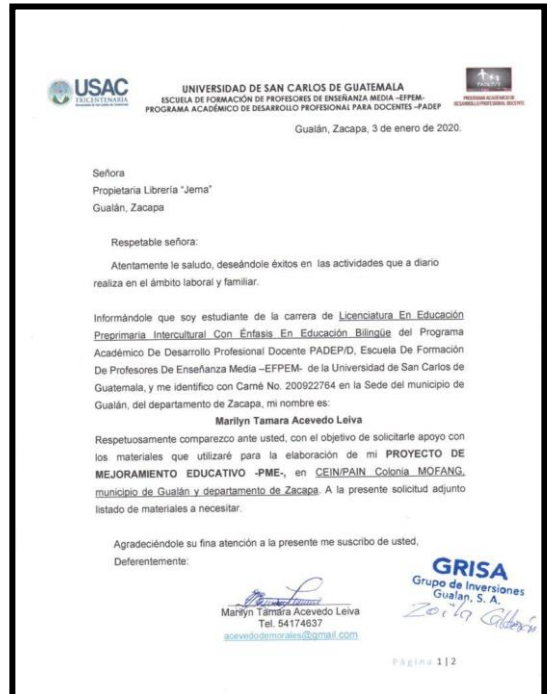 USAC
TRICENTENARIA
UNIVERSIDAD DE SAN CARLOS DE GUATEMALA
ESCUELA DE FORMACIÓN DE PROFESORES DE ENSEÑANZA MEDIA –EFPEM-
PROGRAMA ACADÉMICO DE DESARROLLO PROFESIONAL PARA DOCENTES –PADEP
PROGRAMA ACADÉMICO DE
DESARROLLO PROFESIONAL DOCENTE
Gualán, Zacapa, 3 de enero de 2020.
Señora
Propietaria Librería "Jema"
Gualán, Zacapa
Respetable señora:
Atentamente le saludo, deseándole éxitos en las actividades que a diario
realiza en el ámbito laboral y familiar.
Informándole que soy estudiante de la carrera de Licenciatura En Educación
Preprimaria Intercultural Con Énfasis En Educación Bilingüe del Programa
Académico De Desarrollo Profesional Docente PADEP/D, Escuela De Formación
De Profesores De Enseñanza Media –EFPEM- de la Universidad de San Carlos de
Guatemala, y me identifico con Carné No. 200922764 en la Sede del municipio de
Gualán, del departamento de Zacapa, mi nombre es:
Marilyn Tamara Acevedo Leiva
Respetuosamente comparezco ante usted, con el objetivo de solicitarle apoyo con
los materiales que utilizaré para la elaboración de mi PROYECTO DE
MEJORAMIENTO EDUCATIVO -PME-, en CEIN/PAIN Colonia MOFANG,
municipio de Gualán y departamento de Zacapa. A la presente solicitud adjunto
listado de materiales a necesitar.
Agradeciéndole su fina atención a la presente me suscribo de usted,
Deferentemente:
Marilyn Tamara Acevedo Leiva
Tel. 54174637
acevedodemorales@gmail.com
GRISA
Grupo de Inversiones
Gualan, S. A.
Zoila Calderón
Página 1|2